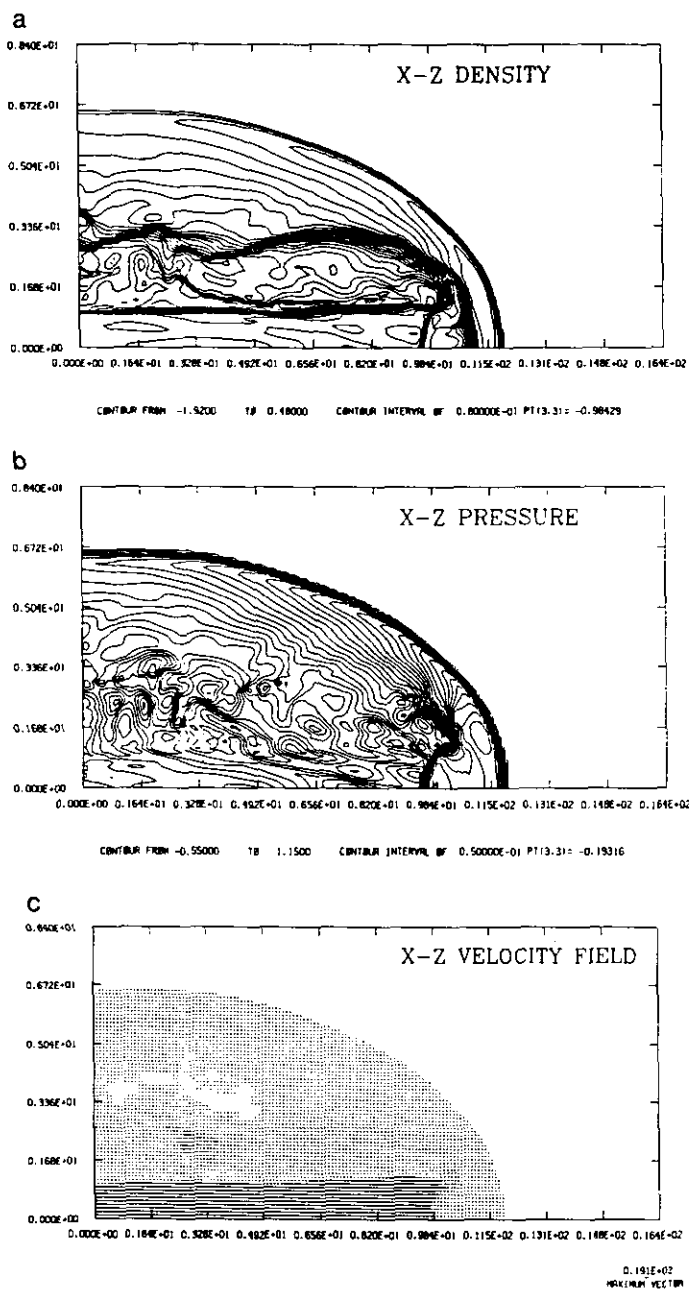 a
X-Z DENSITY
0.840E+01
0.672E+01
0.504E+01
0.336E+01
0.168E+01
0.000E+00
0.000E+00 0.164E+01 0.328E+01 0.492E+01 0.656E+01 0.820E+01 0.984E+01 0.115E+02 0.131E+02 0.148E+02 0.164E+02
CONTOUR FROM -1.9200 TO 0.48000 CONTOUR INTERVAL OF 0.80000E-01 PT(3,3)= -0.98429
b
X-Z PRESSURE
0.840E+01
0.672E+01
0.504E+01
0.336E+01
0.168E+01
0.000E+00
0.000E+00 0.164E+01 0.328E+01 0.492E+01 0.656E+01 0.820E+01 0.984E+01 0.115E+02 0.131E+02 0.148E+02 0.164E+02
CONTOUR FROM -0.55000 TO 1.1500 CONTOUR INTERVAL OF 0.50000E-01 PT(3,3)= -0.19316
c
X-Z VELOCITY FIELD
0.840E+01
0.672E+01
0.504E+01
0.336E+01
0.168E+01
0.000E+00
0.000E+00 0.164E+01 0.328E+01 0.492E+01 0.656E+01 0.820E+01 0.984E+01 0.115E+02 0.131E+02 0.148E+02 0.164E+02
0.191E+02
MAXIMUM VECTOR